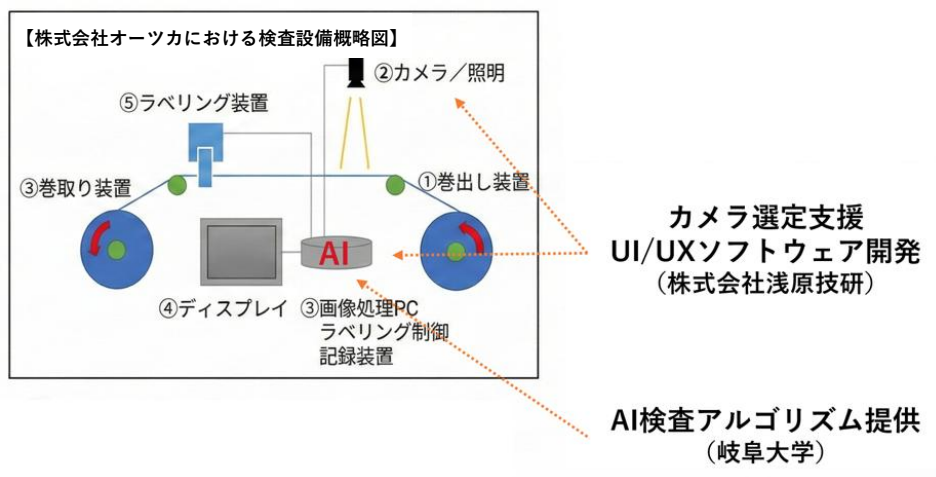 【株式会社オーツカにおける検査設備概略図】
②カメラ／照明
⑤ラベリング装置
③巻取り装置
①巻出し装置
AI
④ディスプレイ
③画像処理PC
ラベリング制御
記録装置
カメラ選定支援
UI/UXソフトウェア開発
（株式会社浅原技研）
AI検査アルゴリズム提供
（岐阜大学）